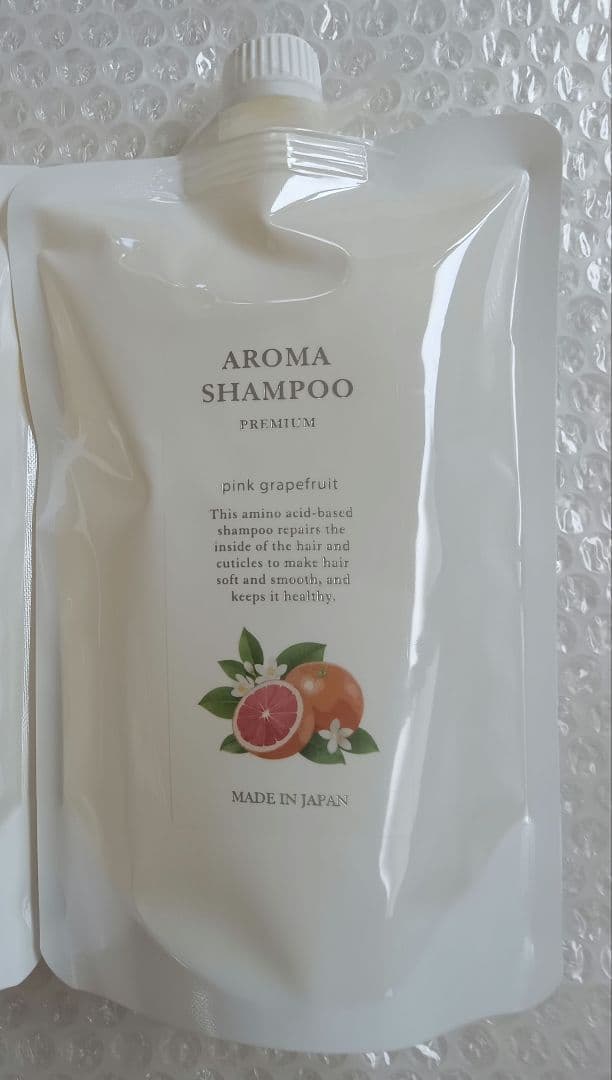 AROMA
SHAMPOO
PREMIUM
pink grapefruit
This amino acid-based
shampoo repairs the
inside of the hair and
cuticles to make hair
soft and smooth, and
keeps it healthy.
MADE IN JAPAN